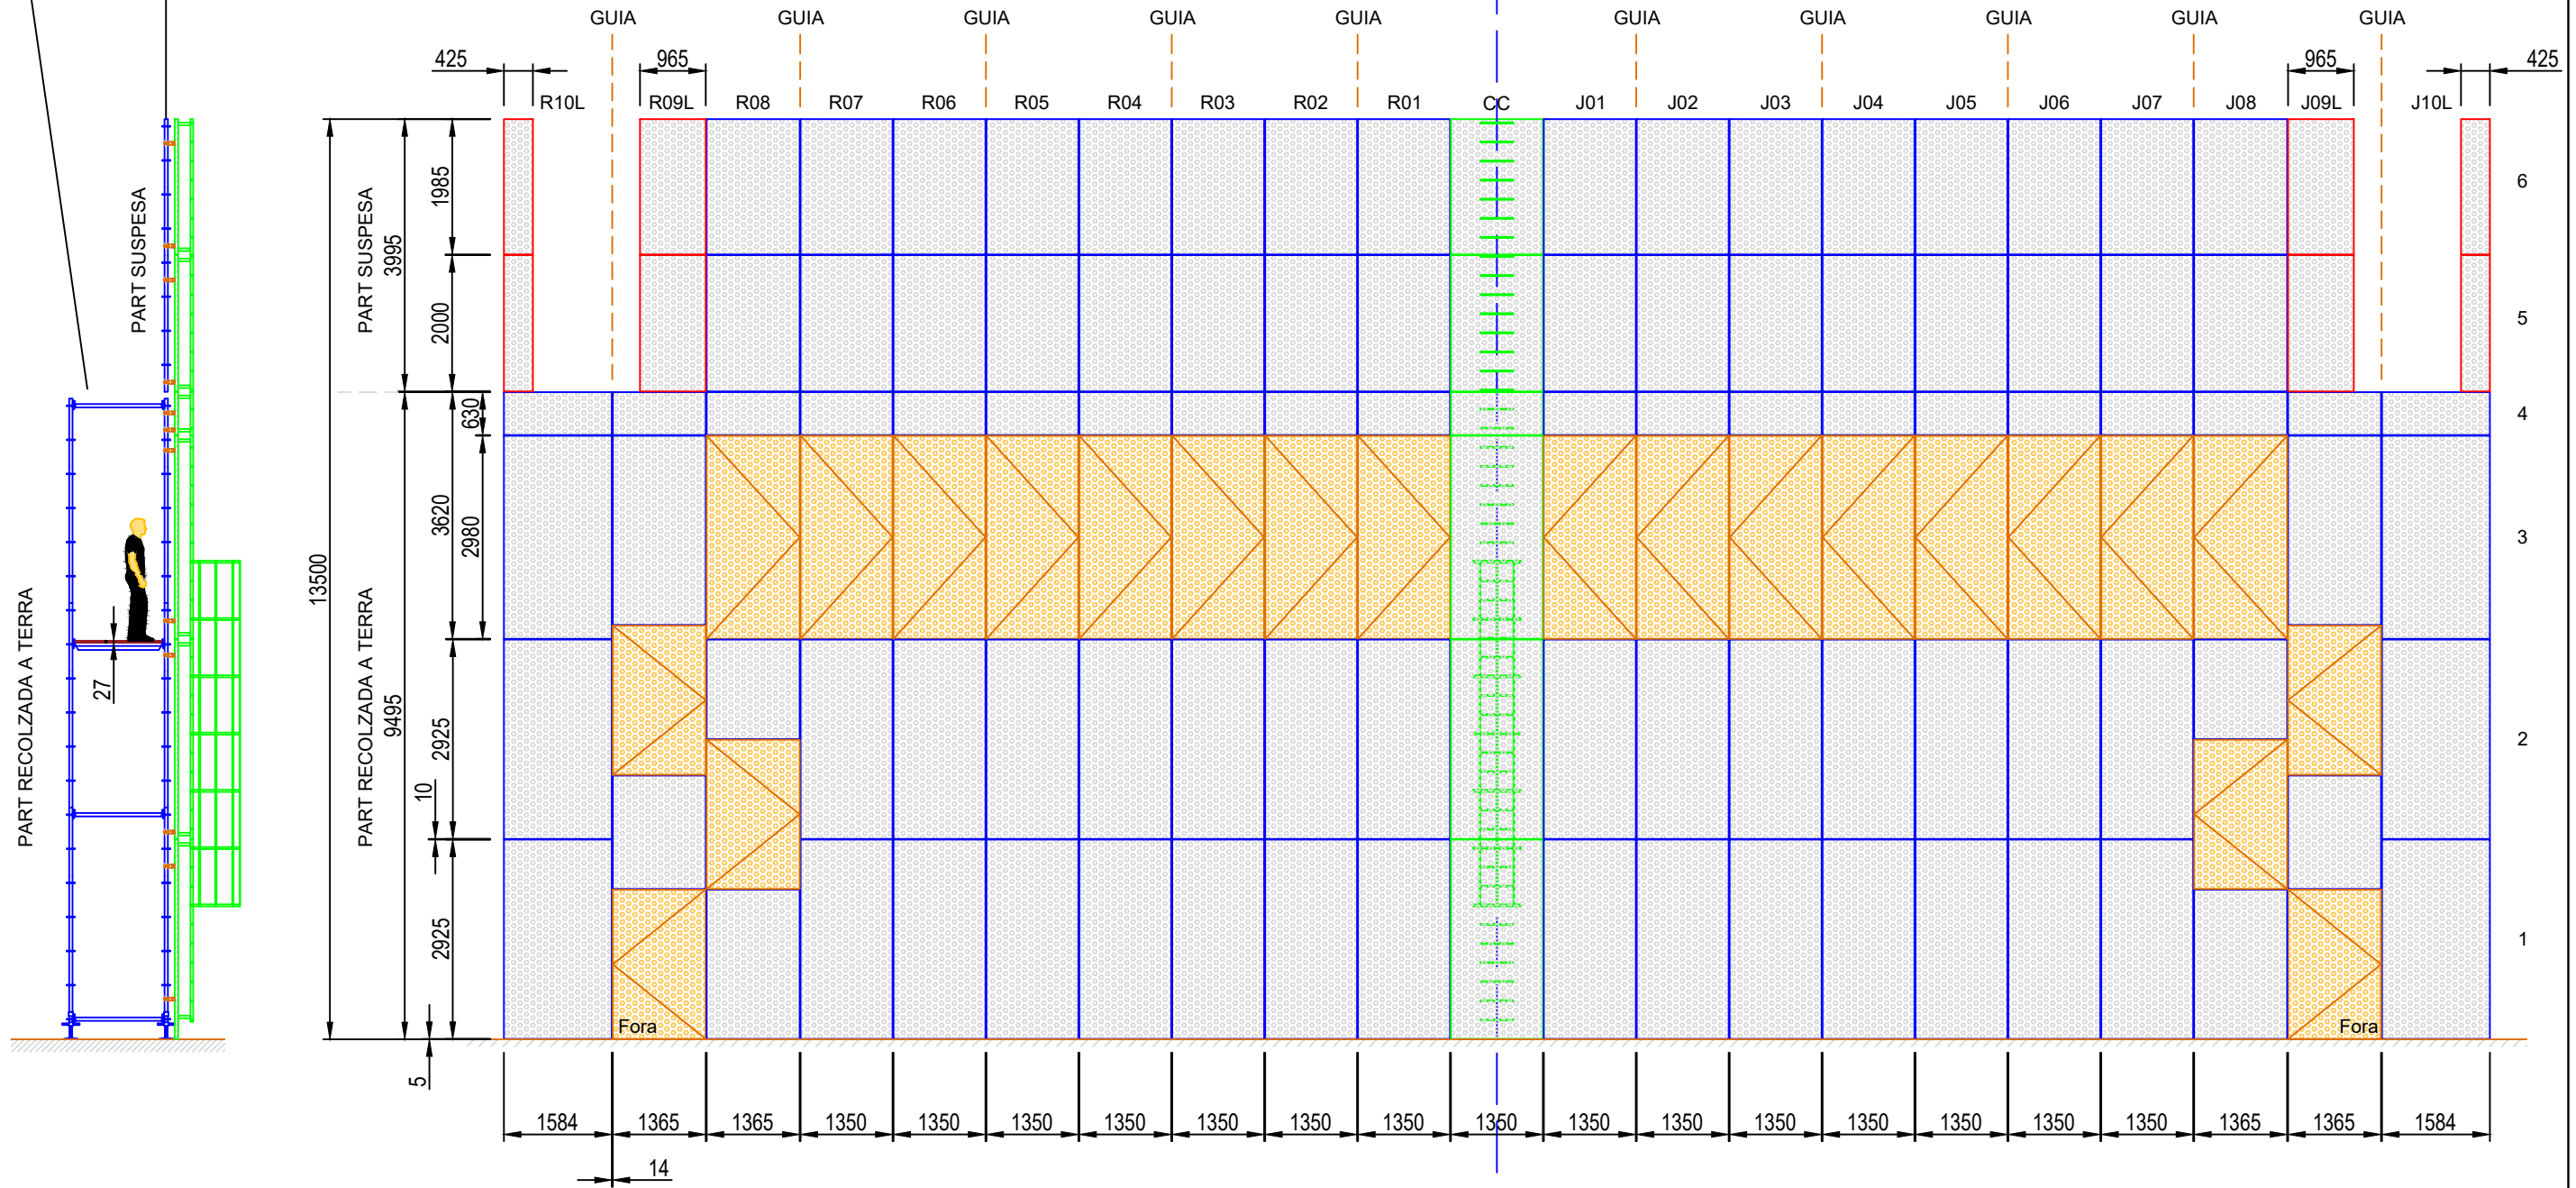 GUIA GUIA GUIA GUIA GUIA GUIA GUIA GUIA GUIA GUIA
425 965 965 425
R10L R09L R08 R07 R06 R05 R04 R03 R02 R01 CC J01 J02 J03 J04 J05 J06 J07 J08 J09L J10L
PART SUSPESA
PART RECOLZADA A TERRA
27
13500
PART SUSPESA
3995
1985
2000
PART RECOLZADA A TERRA
9495
3620
630
2980
2925
10
2925
5
6
5
4
3
2
1
Fora Fora
1584 1365 1365 1350 1350 1350 1350 1350 1350 1350 1350 1350 1350 1350 1350 1350 1350 1350 1365 1365 1584
14